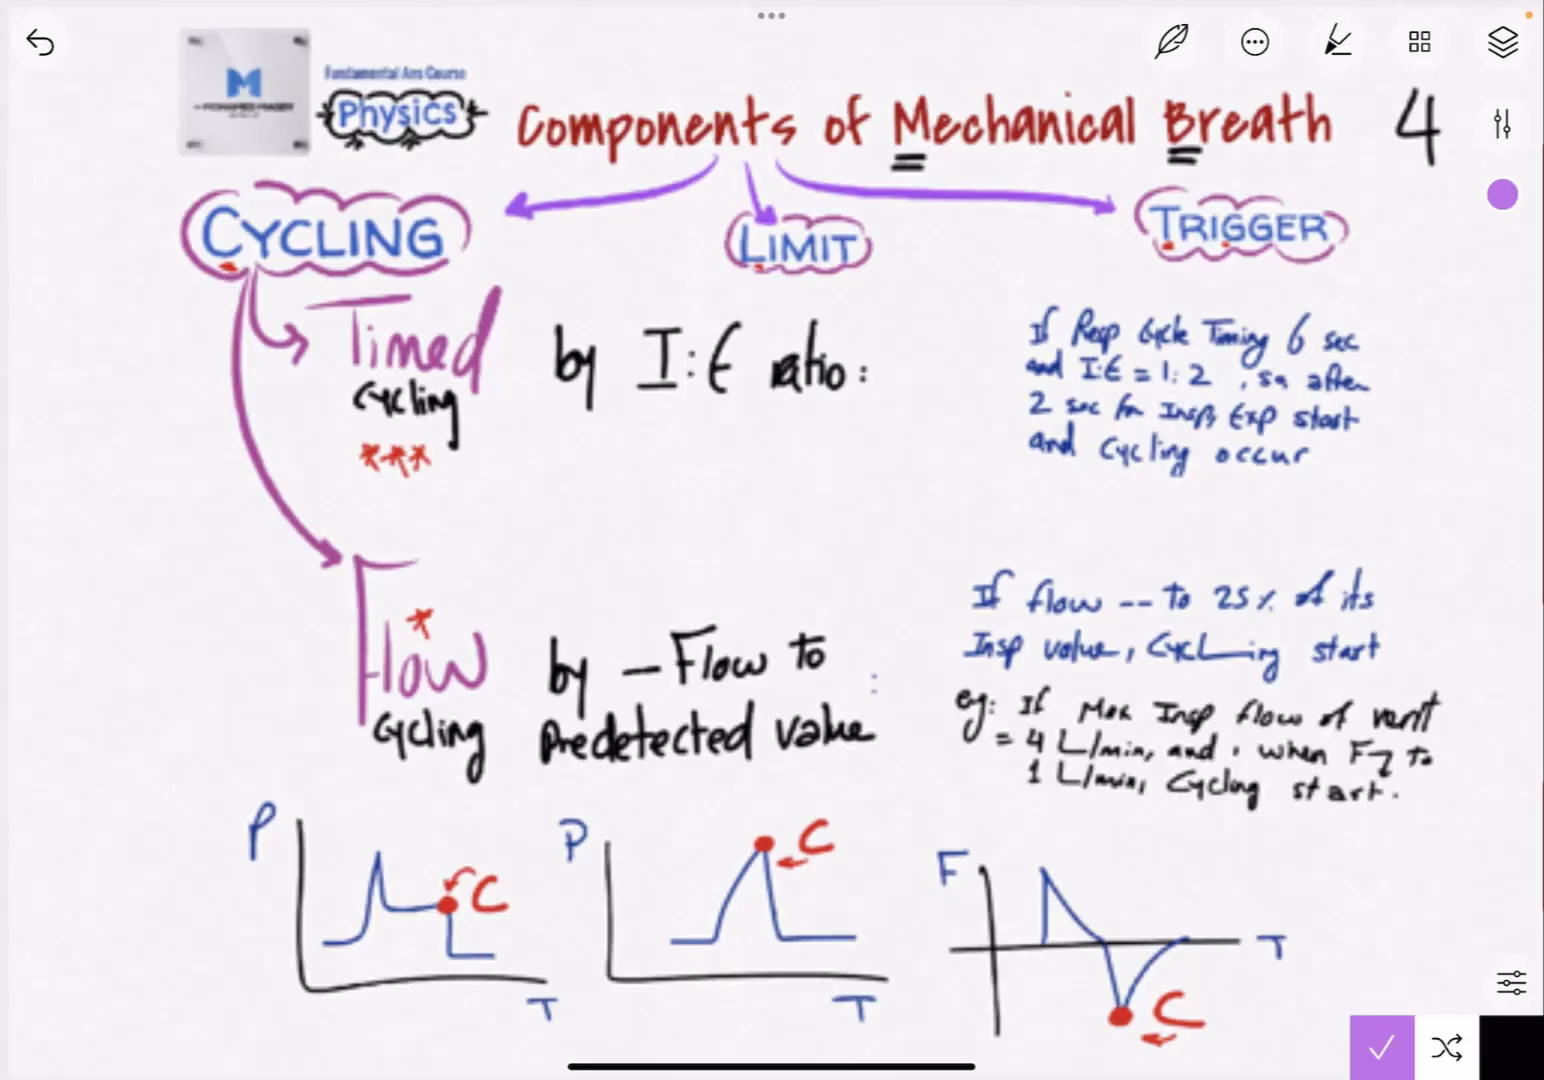 Fundamental Ans Course
Physics
Components of Mechanical Breath 4
CYCLING
LIMIT
TRIGGER
Timed
Cycling
***
by I:E ratio:
If Resp Cycle Timing 6 sec
and I:E = 1:2, so after
2 sec for Insp, Exp start
and Cycling occur
Flow
*
Cycling
by - Flow to
predetected value
:
If flow -- to 25% of its
Insp value, Cycling start
eg: If Max Insp flow of vent
= 4 L/min, and, when F to
1 L/min, Cycling start.
P
C
T
P
C
T
F
T
C